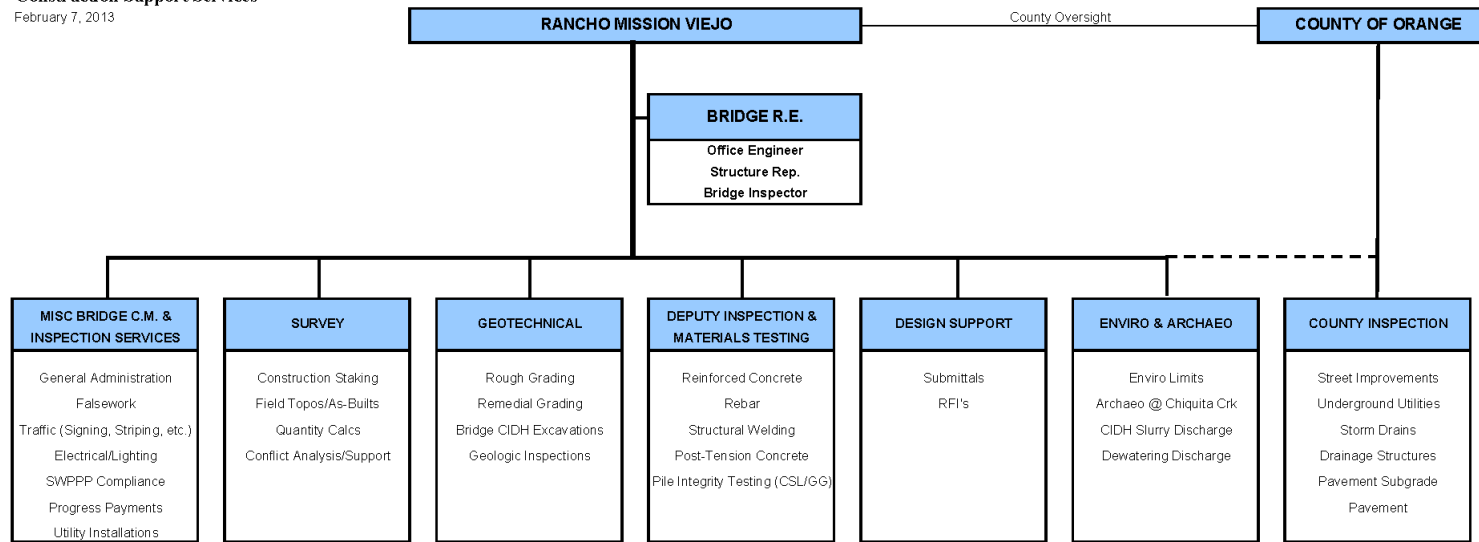 Construction Support Services
February 7, 2013
RANCHO MISSION VIEJO
County Oversight
COUNTY OF ORANGE
BRIDGE R.E.
Office Engineer
Structure Rep.
Bridge Inspector
MISC BRIDGE C.M. &
INSPECTION SERVICES
General Administration
Falsework
Traffic (Signing, Striping, etc.)
Electrical/Lighting
SWPPP Compliance
Progress Payments
Utility Installations
SURVEY
Construction Staking
Field Topos/As-Builts
Quantity Calcs
Conflict Analysis/Support
GEOTECHNICAL
Rough Grading
Remedial Grading
Bridge CIDH Excavations
Geologic Inspections
DEPUTY INSPECTION &
MATERIALS TESTING
Reinforced Concrete
Rebar
Structural Welding
Post-Tension Concrete
Pile Integrity Testing (CSL/GG)
DESIGN SUPPORT
Submittals
RFI's
ENVIRO & ARCHAEO
Enviro Limits
Archaeo @ Chiquita Crk
CIDH Slurry Discharge
Dewatering Discharge
COUNTY INSPECTION
Street Improvements
Underground Utilities
Storm Drains
Drainage Structures
Pavement Subgrade
Pavement